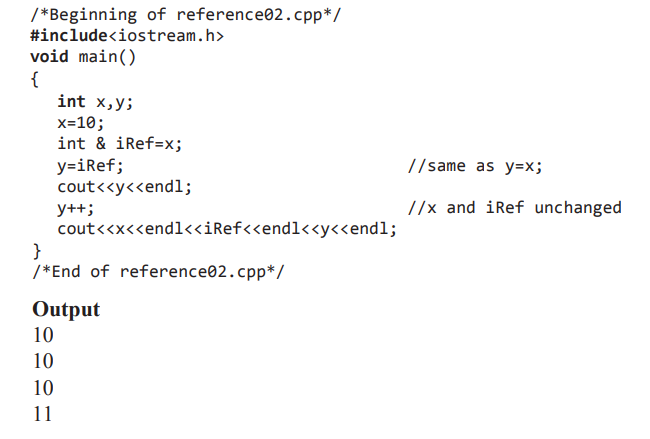 /*Beginning of reference02.cpp*/
#include<iostream.h>
void main()
{
int x,y;
x=10;
int & iRef=x;
y=iRef; //same as y=x;
cout<<y<<endl;
y++; //x and iRef unchanged
cout<<x<<endl<<iRef<<endl<<y<<endl;
}
/*End of reference02.cpp*/
Output
10
10
10
11